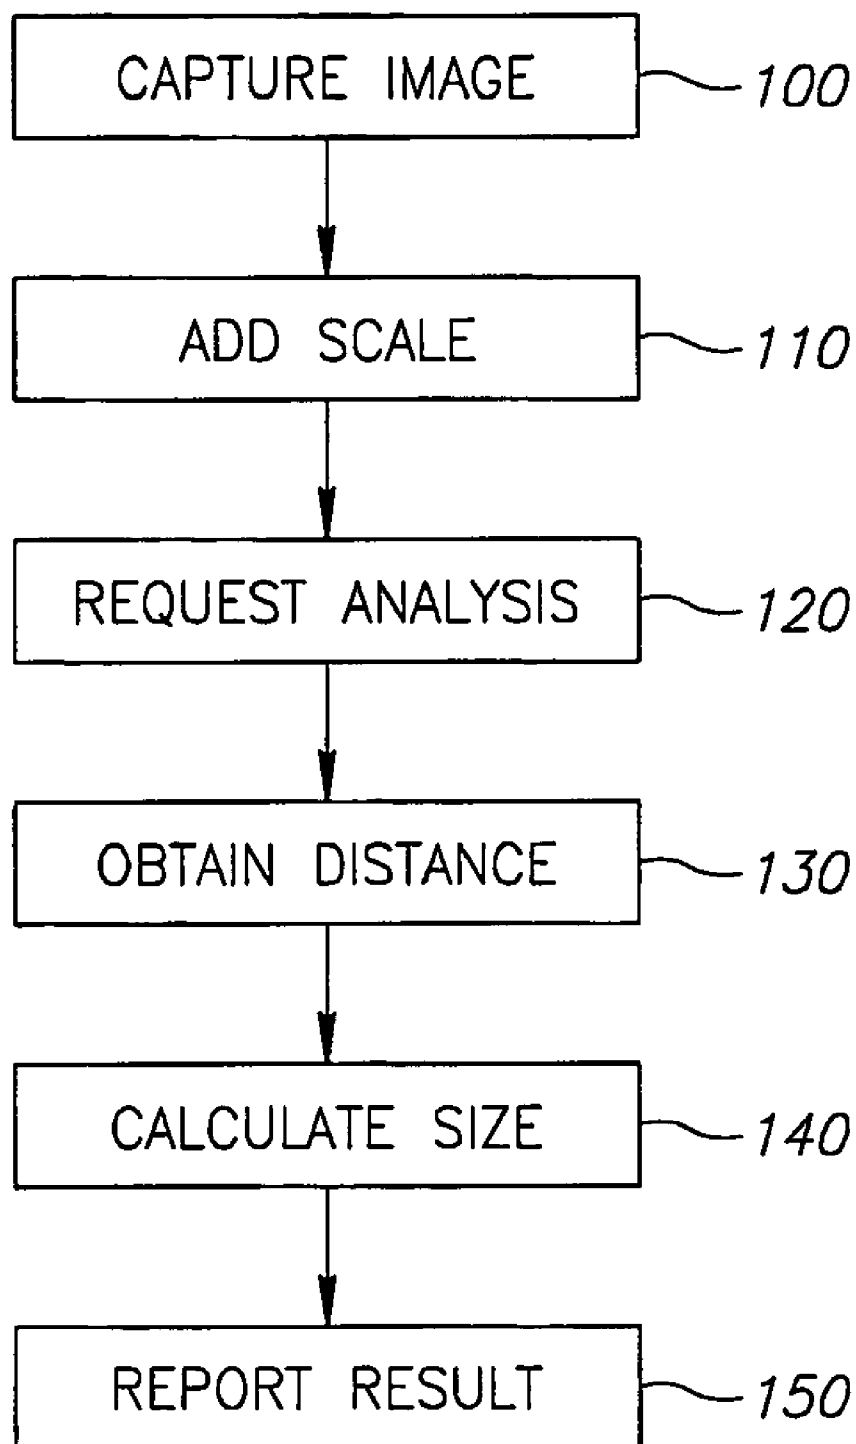 CAPTURE IMAGE 100
ADD SCALE 110
REQUEST ANALYSIS 120
OBTAIN DISTANCE 130
CALCULATE SIZE 140
REPORT RESULT 150